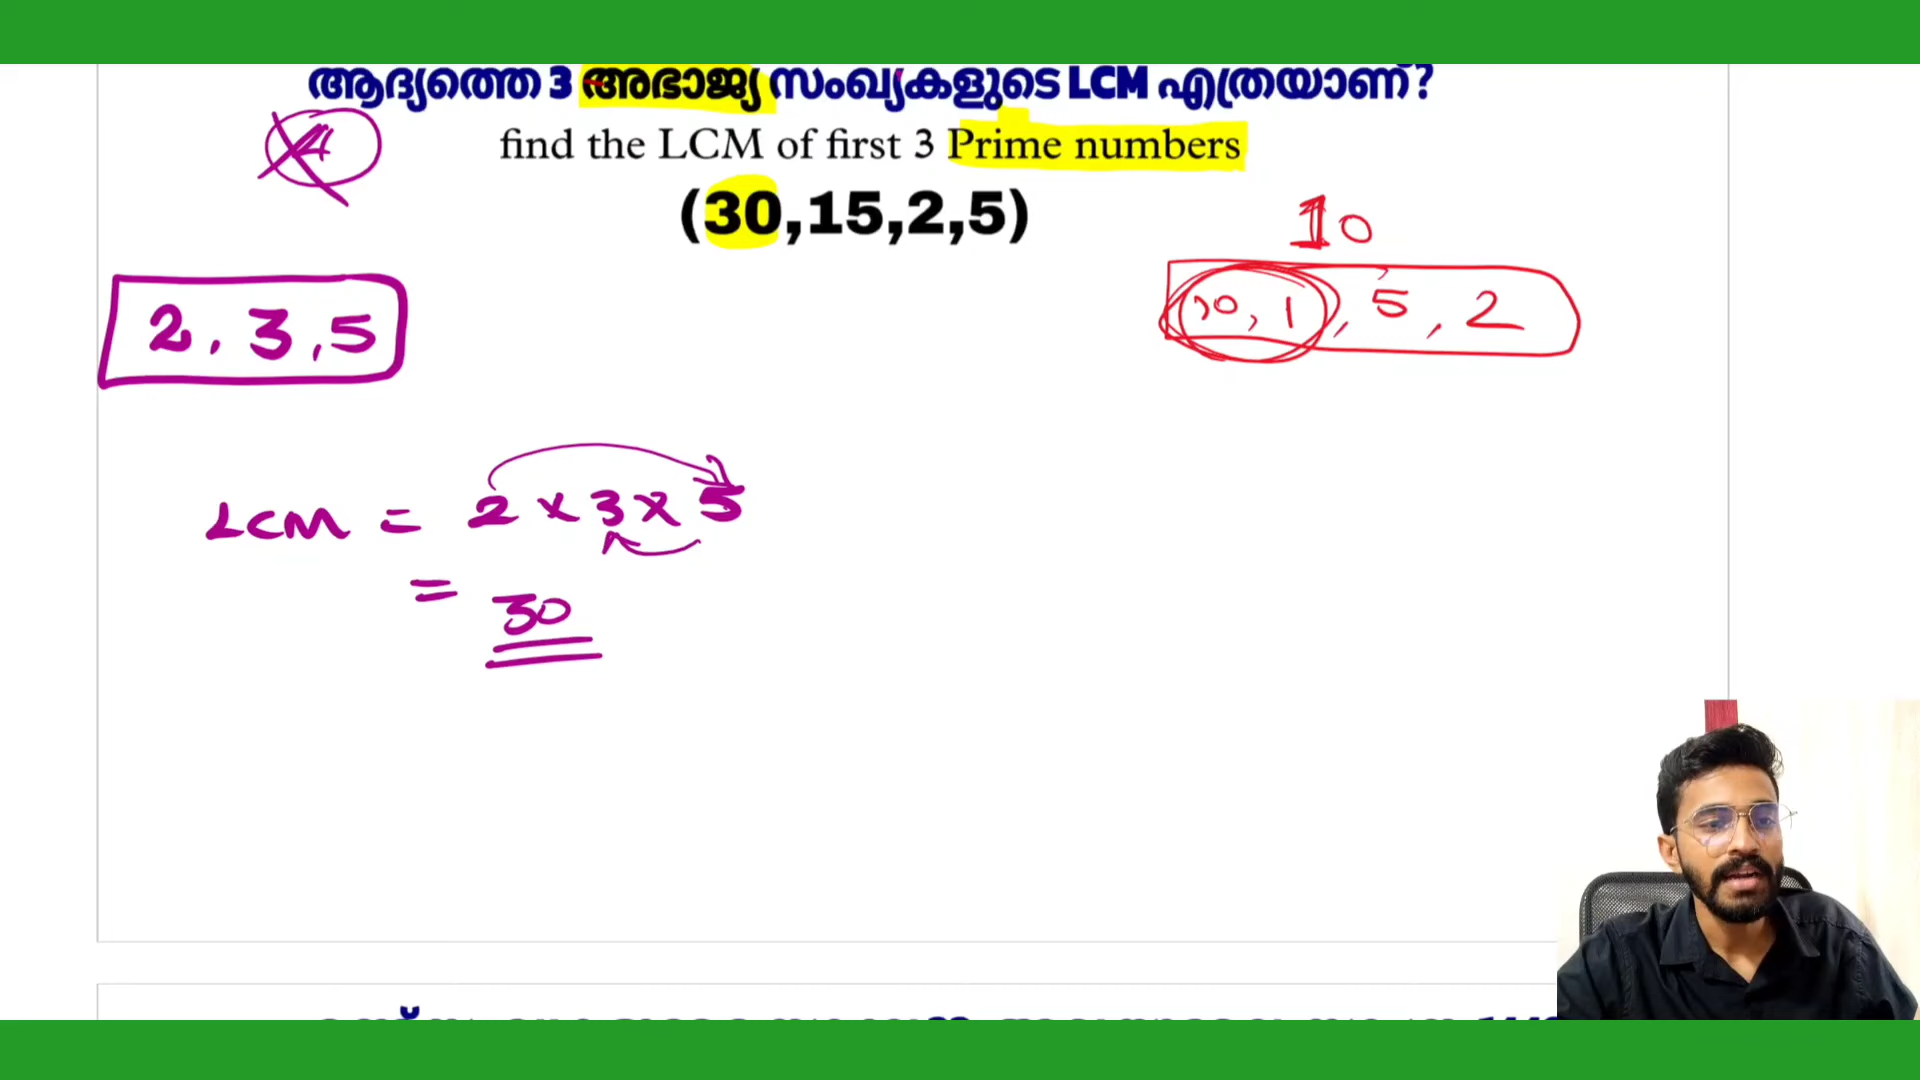 ആദ്യത്തെ 3 അഭാജ്യ സംഖ്യകളുടെ LCM എത്രയാണ്?
find the LCM of first 3 Prime numbers
(30,15,2,5)
10
10, 1, 5, 2
2, 3, 5
LCM = 2 x 3 x 5
= 30